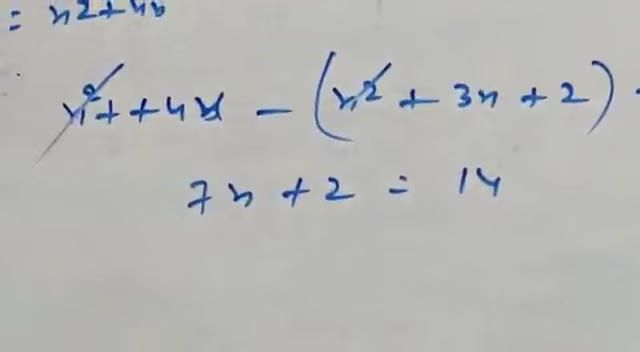 = x2+4x
x² + +4x - (x2 + 3x + 2)
7x + 2 = 14